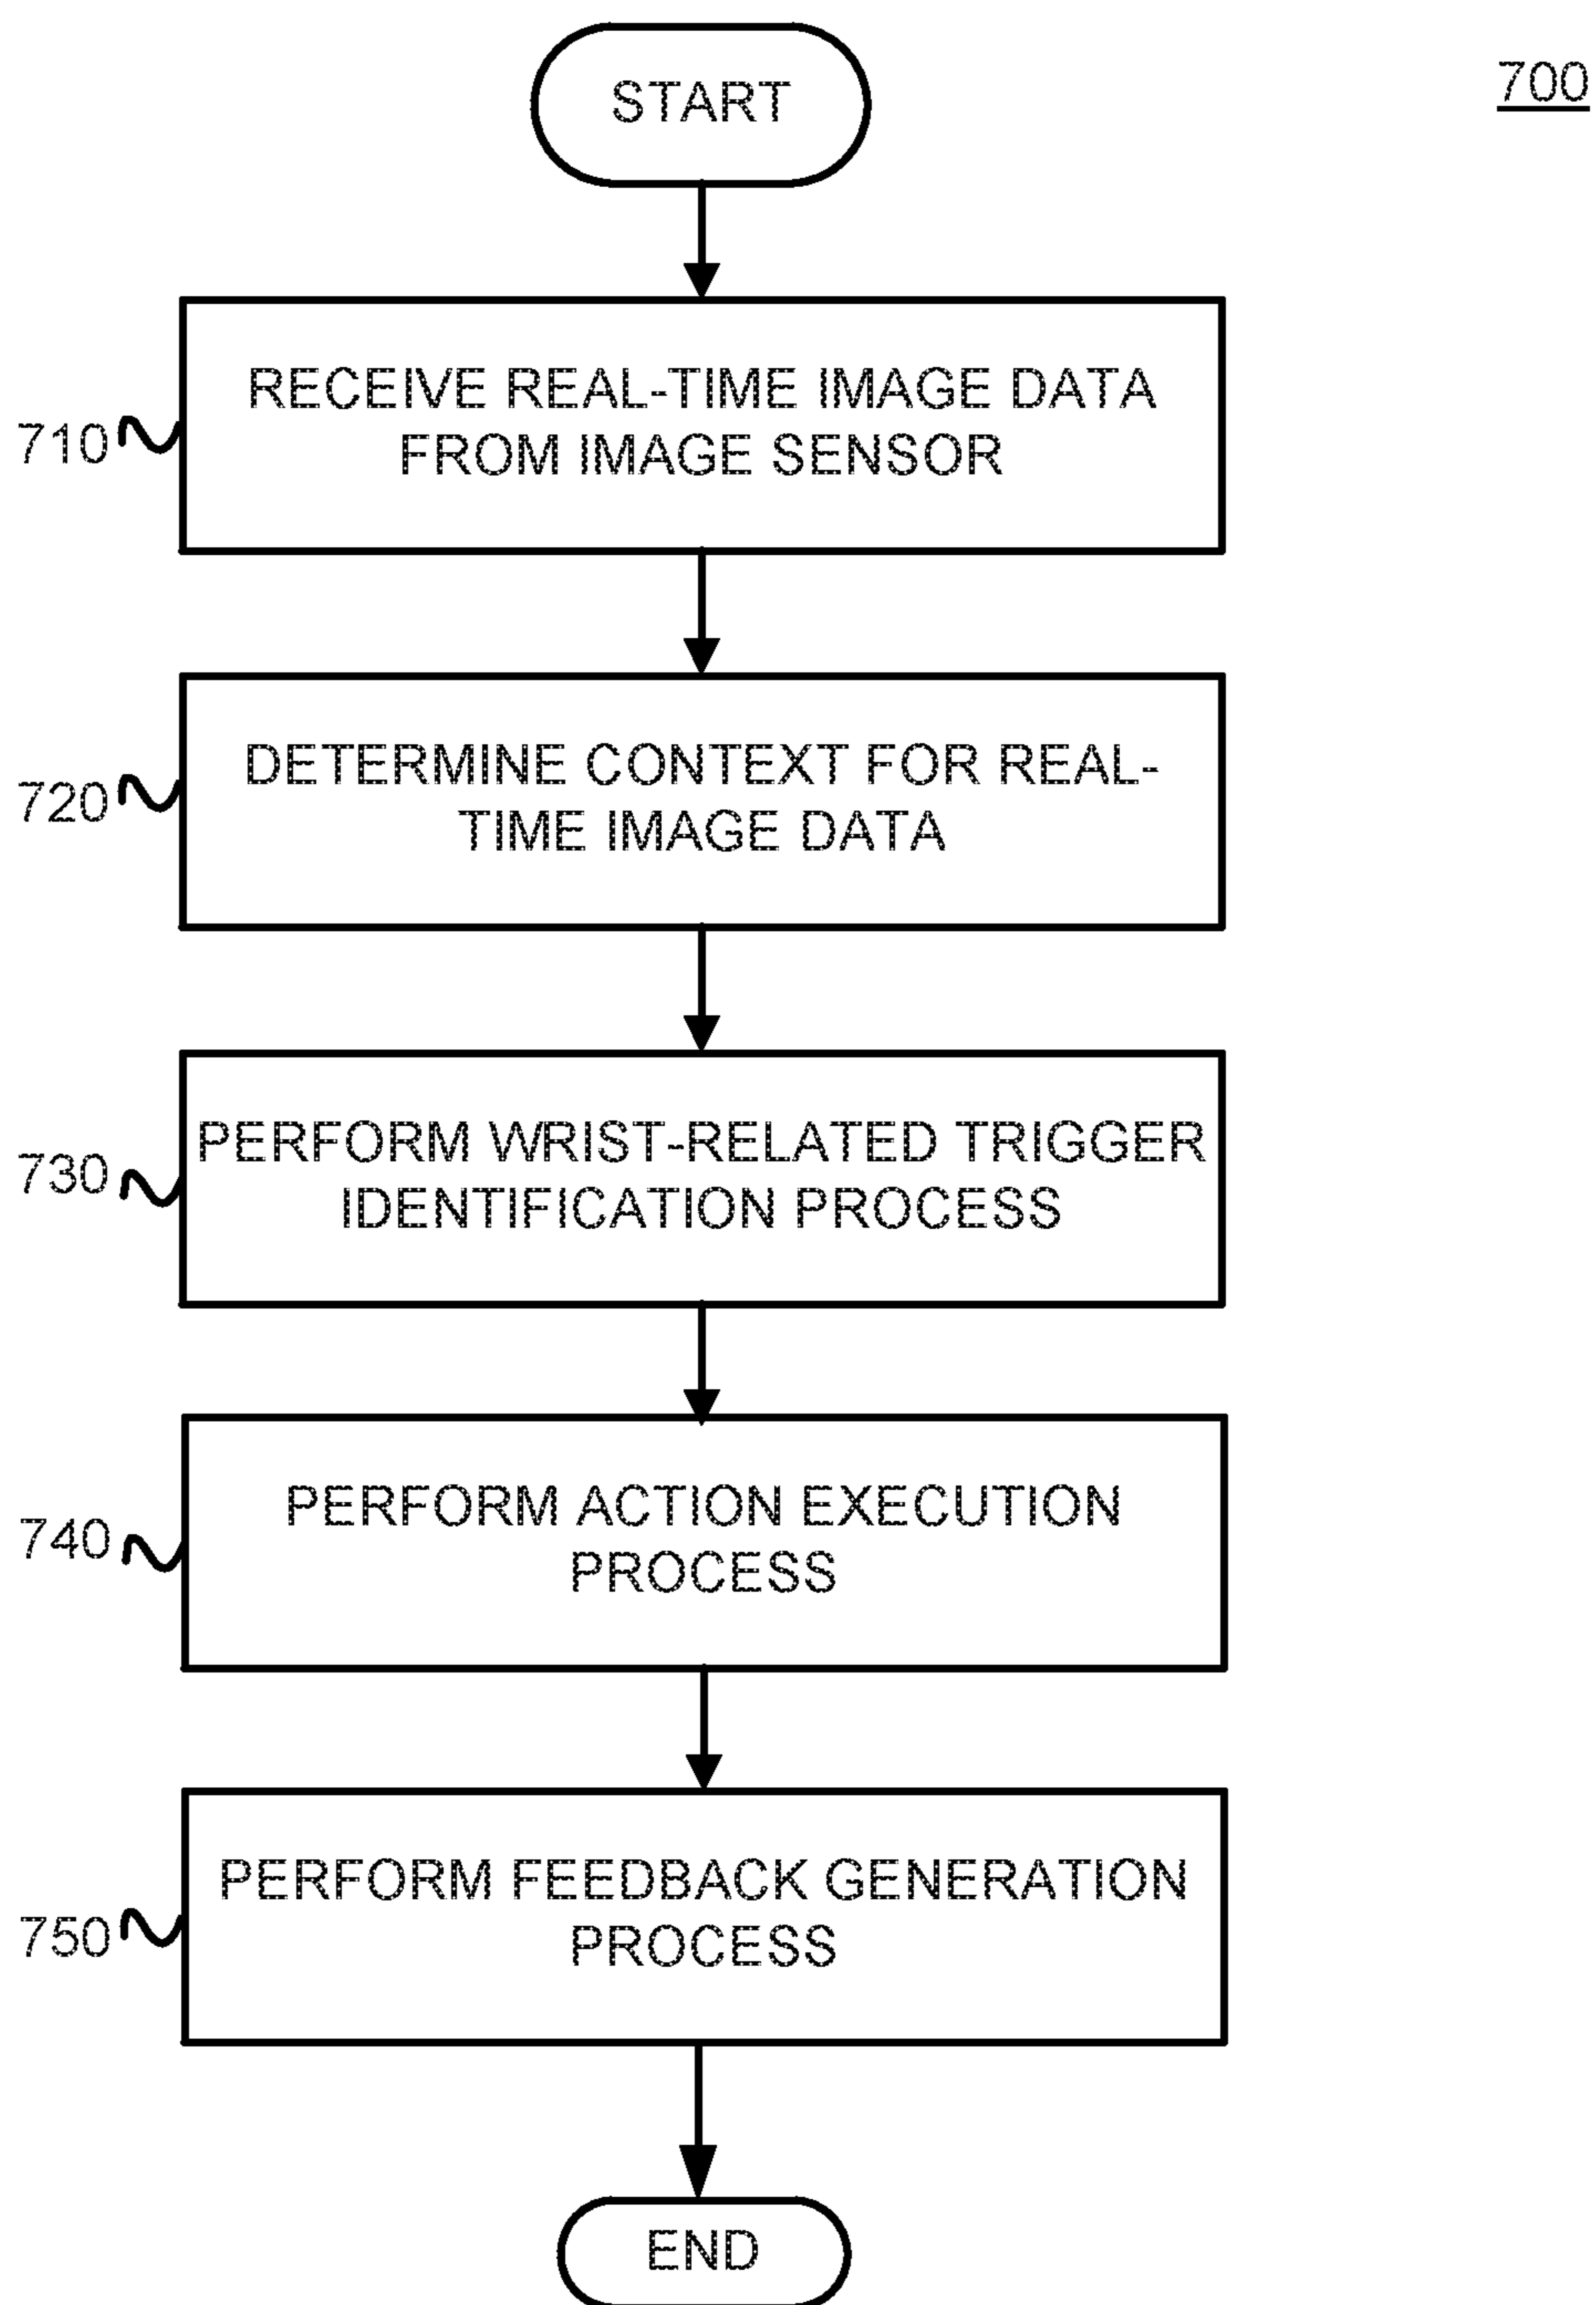 START
700
RECEIVE REAL-TIME IMAGE DATA
FROM IMAGE SENSOR
710
DETERMINE CONTEXT FOR REAL-
TIME IMAGE DATA
720
PERFORM WRIST-RELATED TRIGGER
IDENTIFICATION PROCESS
730
PERFORM ACTION EXECUTION
PROCESS
740
PERFORM FEEDBACK GENERATION
PROCESS
750
END